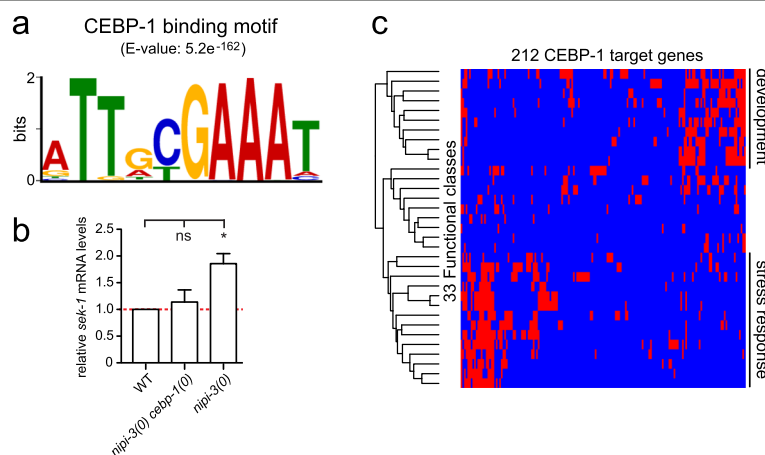 a
CEBP-1 binding motif
(E-value: 5.2e-162)
bits
2
0
ATTGCGAAAT
b
relative sek-1 mRNA levels
2.5
2.0
1.5
1.0
0.5
0
ns
*
WT
nipi-3(0) cebp-1(0)
nipi-3(0)
c
212 CEBP-1 target genes
33 Functional classes
development
stress response